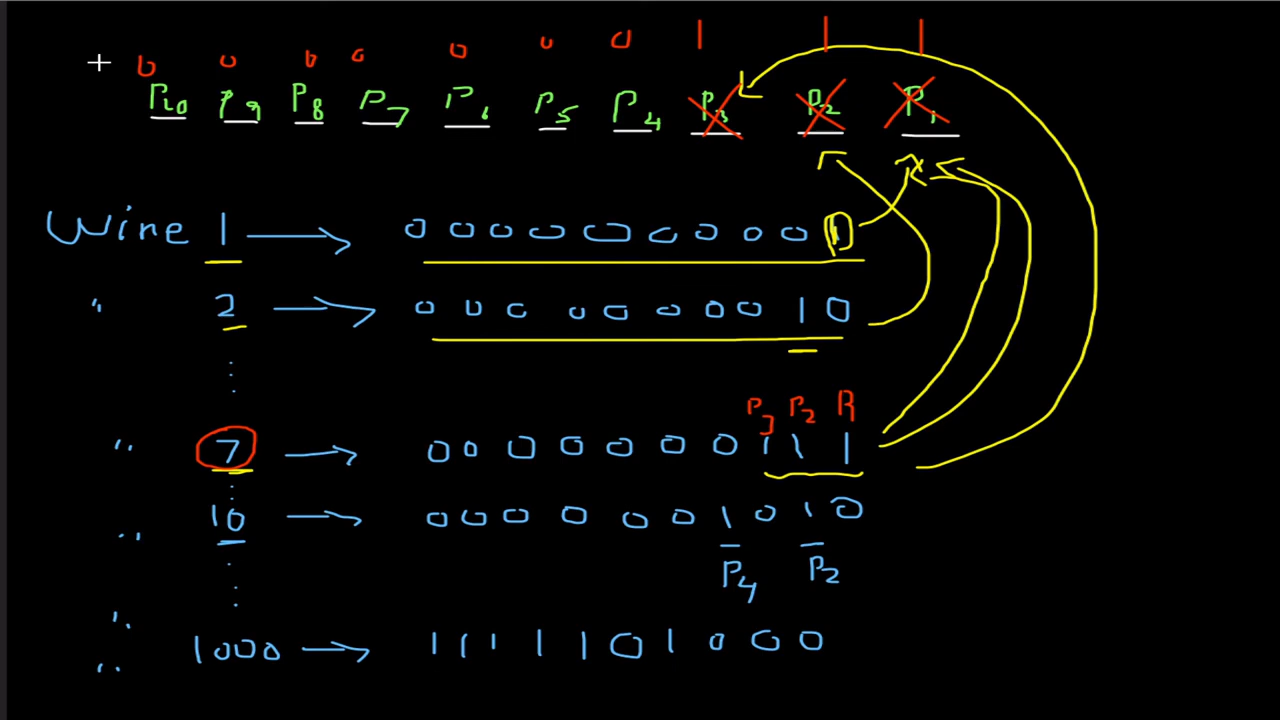 0 0 0 0 0 0 0 1 1 1
P10 P9 P8 P7 P6 P5 P4 P3 P2 P1
Wine 1 → 0 0 0 0 0 0 0 0 0 1
" 2 → 0 0 0 0 0 0 0 0 1 0
P3 P2 P1
" 7 → 0 0 0 0 0 0 0 1 1 1
" 10 → 0 0 0 0 0 0 1 0 1 0
P4 P2
" 1000 → 1 1 1 1 1 0 1 0 0 0